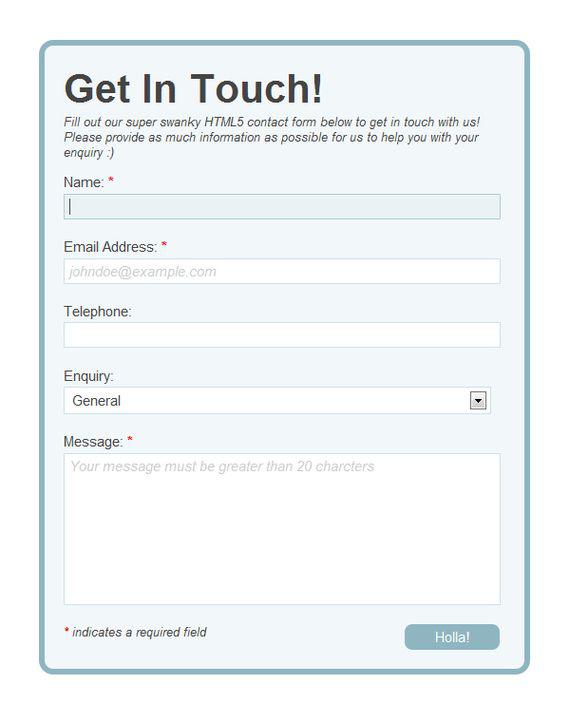 Get In Touch!
Fill out our super swanky HTML5 contact form below to get in touch with us!
Please provide as much information as possible for us to help you with your
enquiry :)
Name: *
Email Address: *
johndoe@example.com
Telephone:
Enquiry:
General
Message: *
Your message must be greater than 20 charcters
* indicates a required field
Holla!